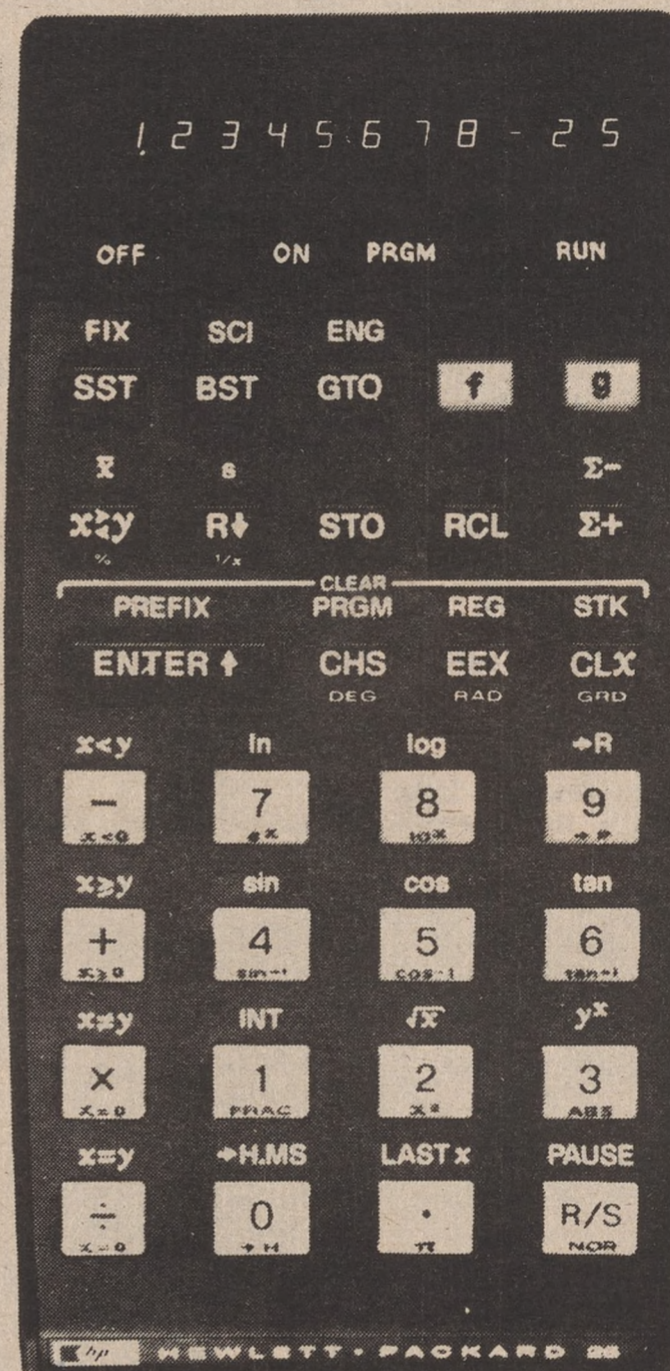 1.2345678-25
OFF ON PRGM RUN
FIX SCI ENG
SST BST GTO f g
x̄ s Σ-
x≷y R↓ STO RCL Σ+
% 1/x
CLEAR
PREFIX PRGM REG STK
ENTER↑ CHS EEX CLX
DEG RAD GRD
x<y ln log →R
- 7 8 9
x<0 eˣ 10ˣ →P
x≥y sin cos tan
+ 4 5 6
x≥0 sin-1 cos-1 tan-1
x≠y INT √x yˣ
× 1 2 3
FRAC x² ABS
x=y →H.MS LAST x PAUSE
÷ 0 . R/S
x=0 →H π
hp HEWLETT·PACKARD